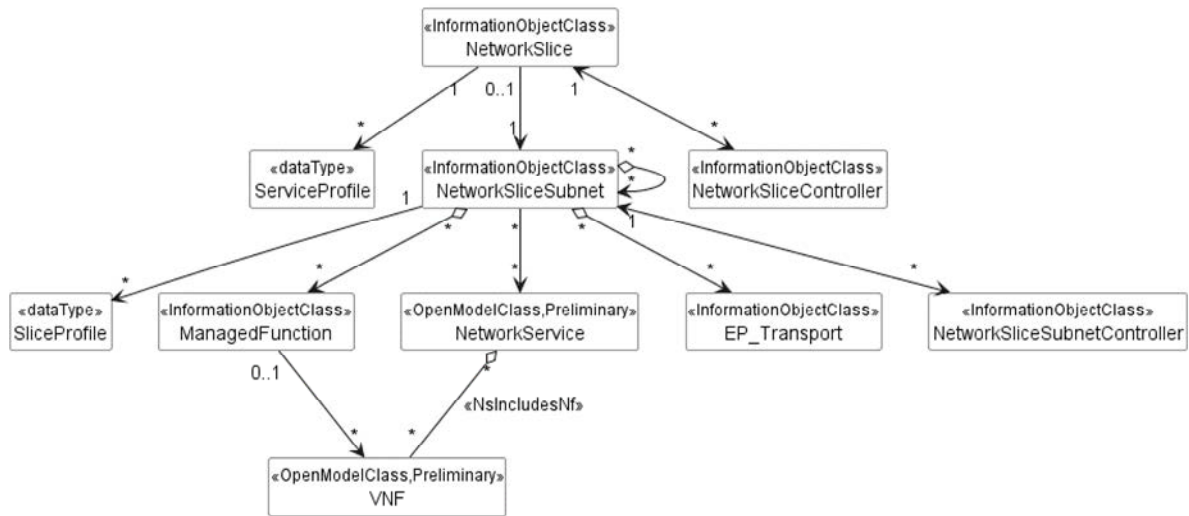 «InformationObjectClass»
NetworkSlice
1
0..1
1
*
1
*
«dataType»
ServiceProfile
«InformationObjectClass»
NetworkSliceSubnet
*
*
«InformationObjectClass»
NetworkSliceController
1
*
*
*
1
*
*
*
*
*
«dataType»
SliceProfile
«InformationObjectClass»
ManagedFunction
«OpenModelClass,Preliminary»
NetworkService
«InformationObjectClass»
EP_Transport
«InformationObjectClass»
NetworkSliceSubnetController
0..1
*
«NsIncludesNf»
*
*
«OpenModelClass,Preliminary»
VNF